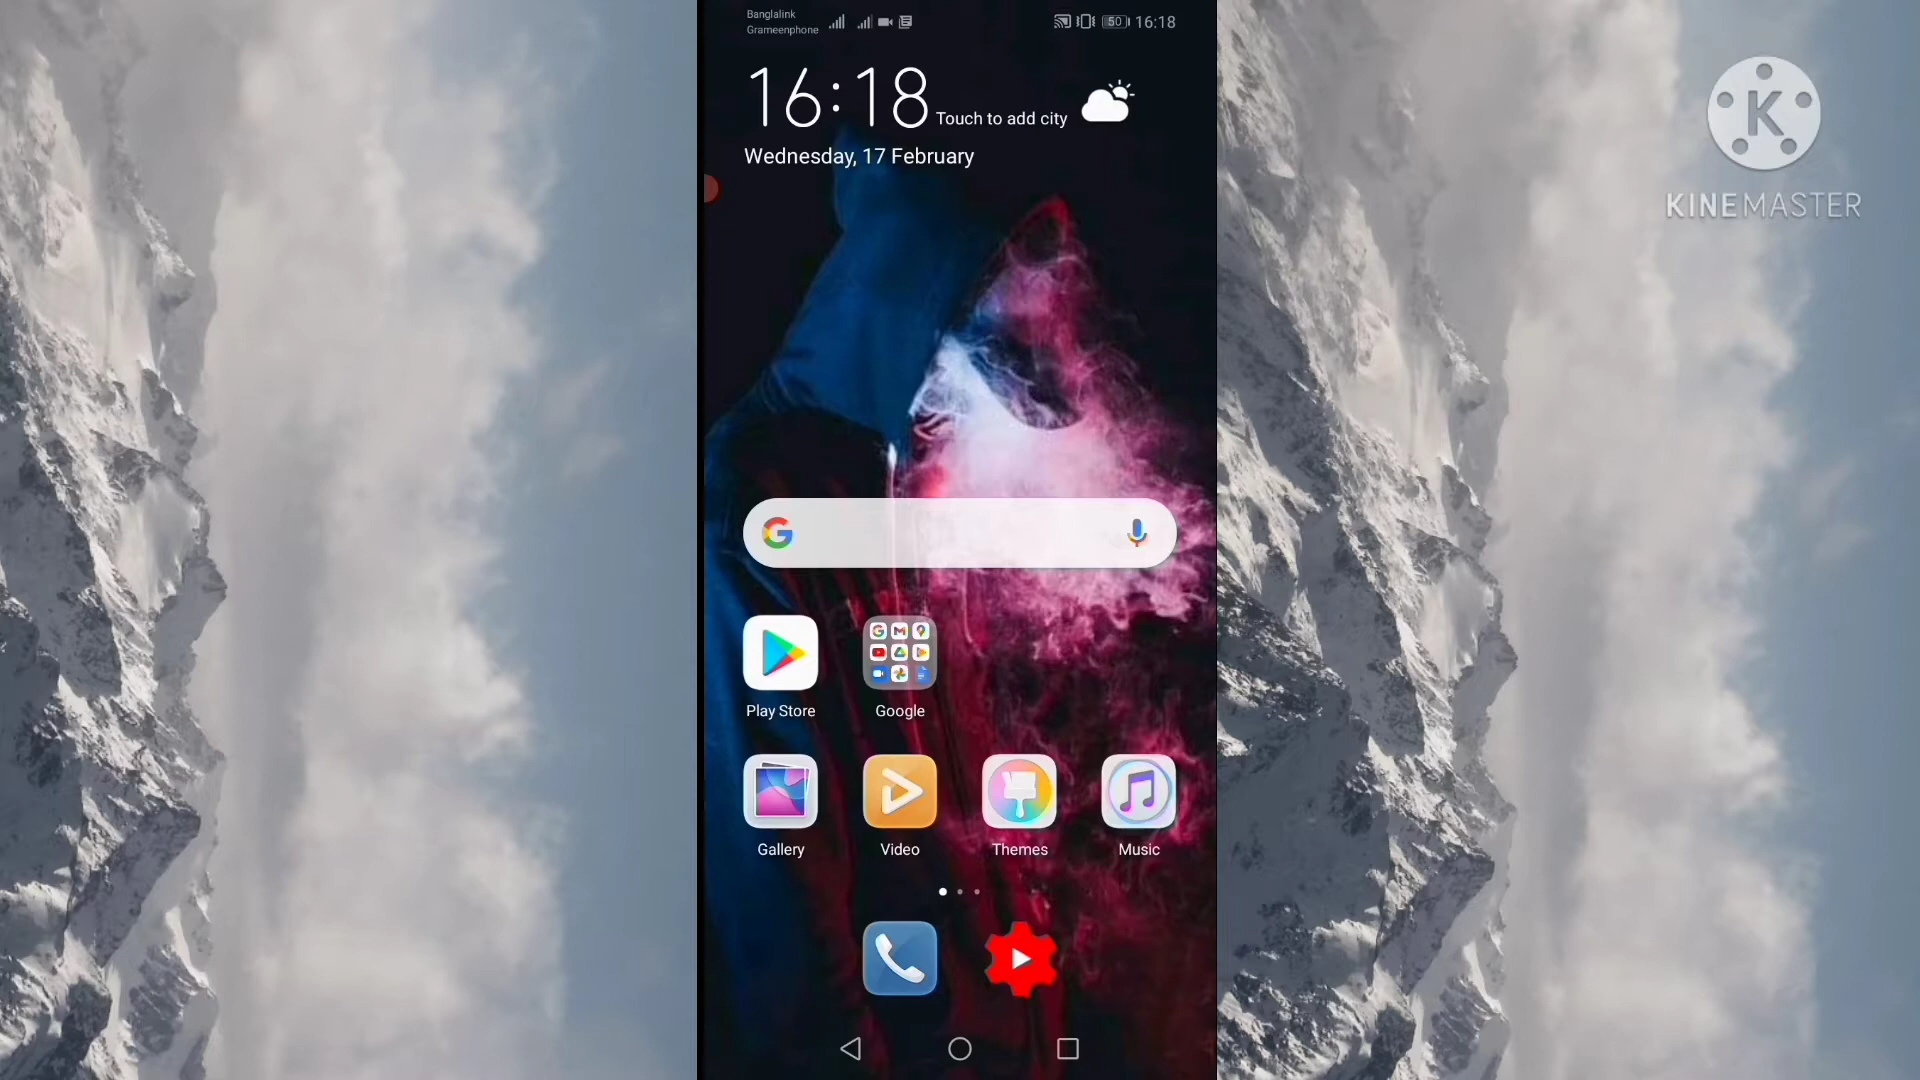 Banglalink
Grameenphone
50 16:18
KINEMASTER
16:18 Touch to add city
Wednesday, 17 February
Play Store Google
Gallery Video Themes Music